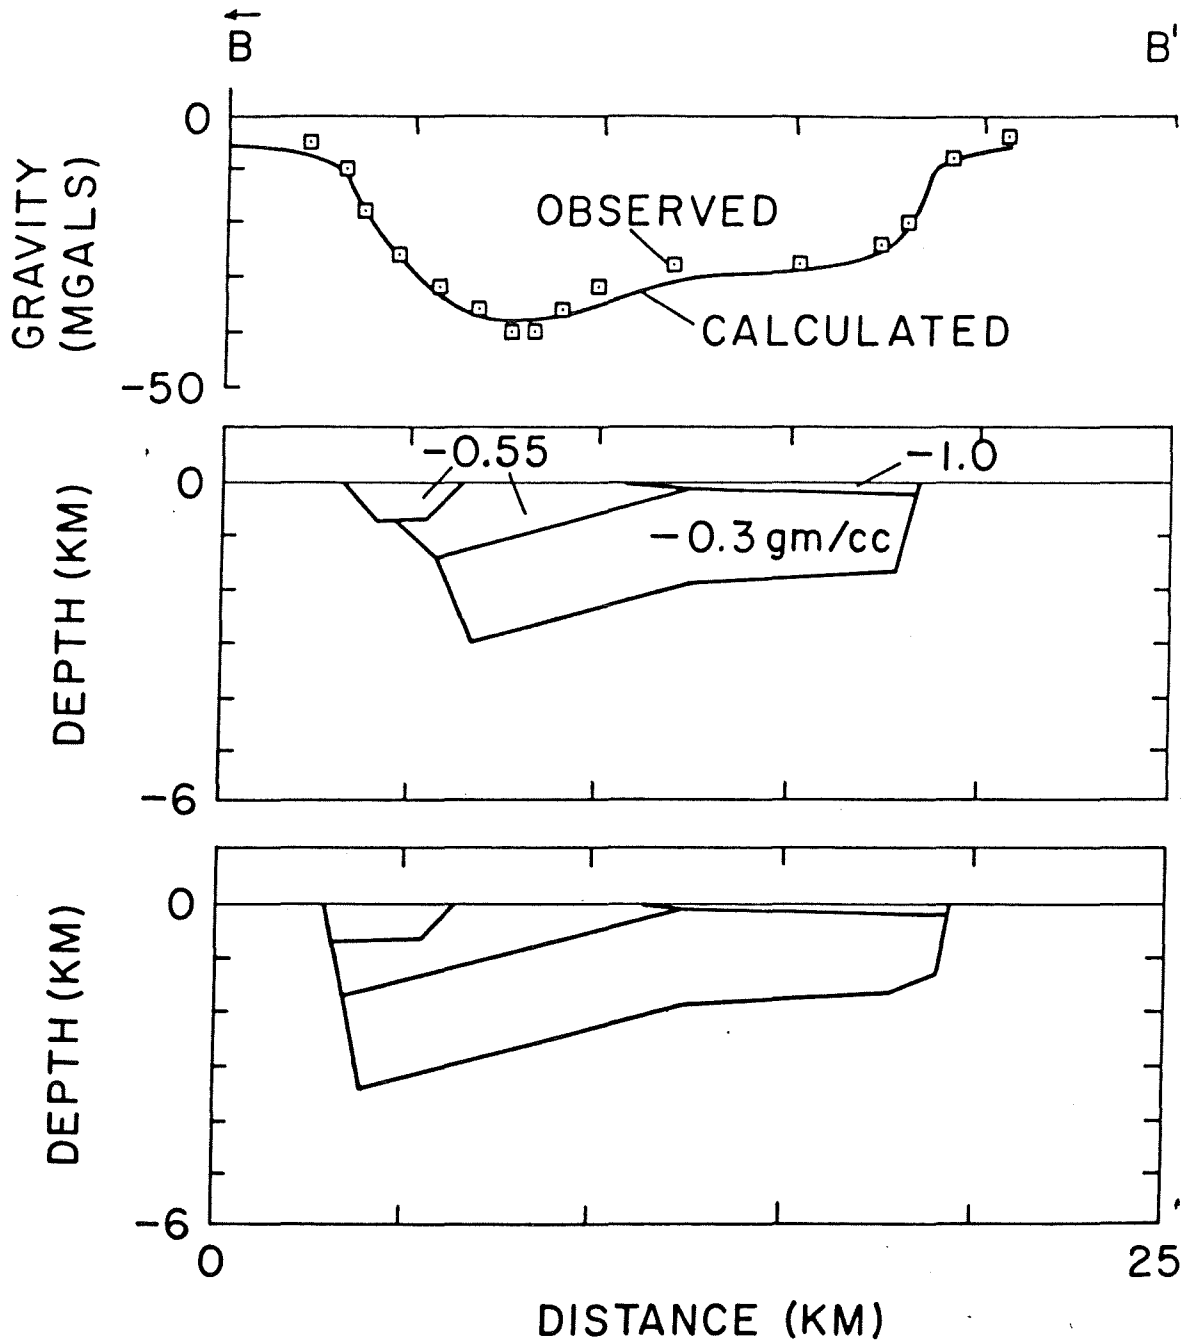 ←
B B'
0
GRAVITY
(MGALS)
OBSERVED
CALCULATED
-50
-0.55 -1.0
0
-0.3 gm/cc
DEPTH (KM)
-6
0
DEPTH (KM)
-6
0 25
DISTANCE (KM)